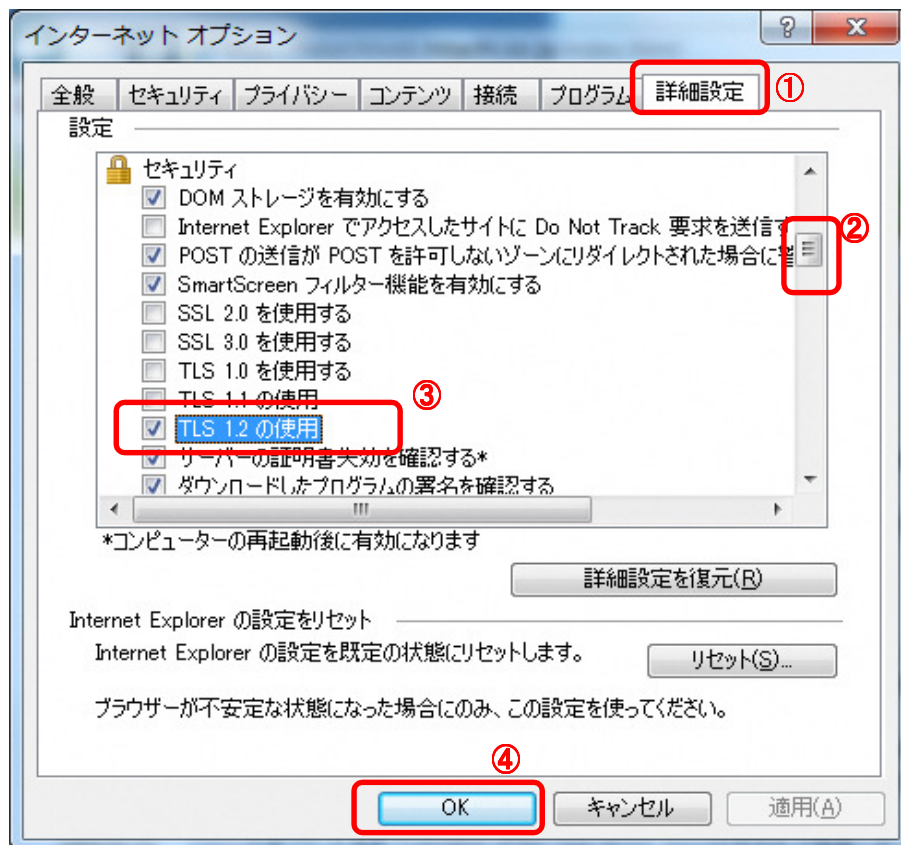 インターネット オプション
全般 セキュリティ プライバシー コンテンツ 接続 プログラム 詳細設定 ①
設定
セキュリティ
DOM ストレージを有効にする
Internet Explorer でアクセスしたサイトに Do Not Track 要求を送信す ②
POST の送信が POST を許可しないゾーンにリダイレクトされた場合に警
SmartScreen フィルター機能を有効にする
SSL 2.0 を使用する
SSL 3.0 を使用する
TLS 1.0 を使用する
TLS 1.1 の使用 ③
TLS 1.2 の使用
サーバーの証明書失効を確認する*
ダウンロードしたプログラムの署名を確認する
*コンピューターの再起動後に有効になります
詳細設定を復元(R)
Internet Explorer の設定をリセット
Internet Explorer の設定を既定の状態にリセットします。
リセット(S)...
ブラウザーが不安定な状態になった場合にのみ、この設定を使ってください。
④
OK キャンセル 適用(A)